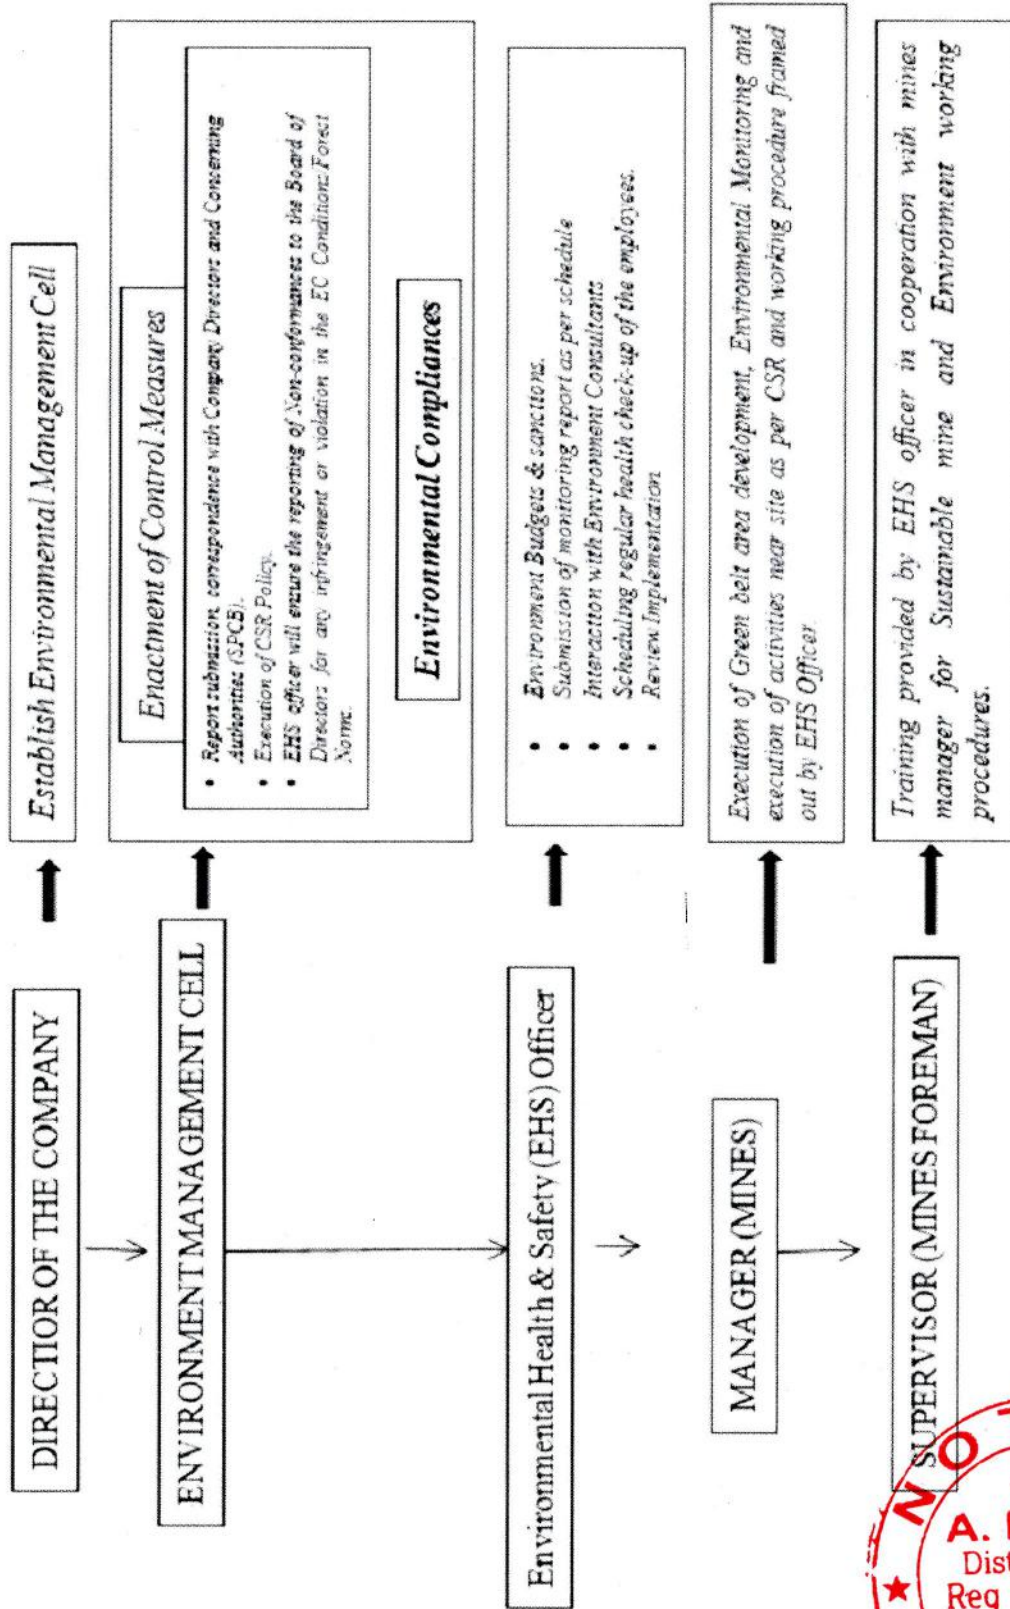 DIRECTIOR OF THE COMPANY
Establish Environmental Management Cell
ENVIRONMENT MANAGEMENT CELL
Enactment of Control Measures
• Report submission, correspondence with Company Directors and Concerning
Authorities (SPCB).
• Execution of CSR Policy.
• EHS officer will ensure the reporting of Non-conformances to the Board of
Directors for any infringement or violation in the EC Conditions/Forest
Norms.
Environmental Compliances
Environmental Health & Safety (EHS) Officer
• Environment Budgets & sanctions.
• Submission of monitoring report as per schedule
• Interaction with Environment Consultants
• Scheduling regular health check-up of the employees.
• Review Implementation
MANAGER (MINES)
Execution of Green belt area development, Environmental Monitoring and
execution of activities near site as per CSR and working procedure framed
out by EHS Officer.
SUPERVISOR (MINES FOREMAN)
Training provided by EHS officer in cooperation with mines
manager for Sustainable mine and Environment working
procedures.
N O
A.
Dist
Reg